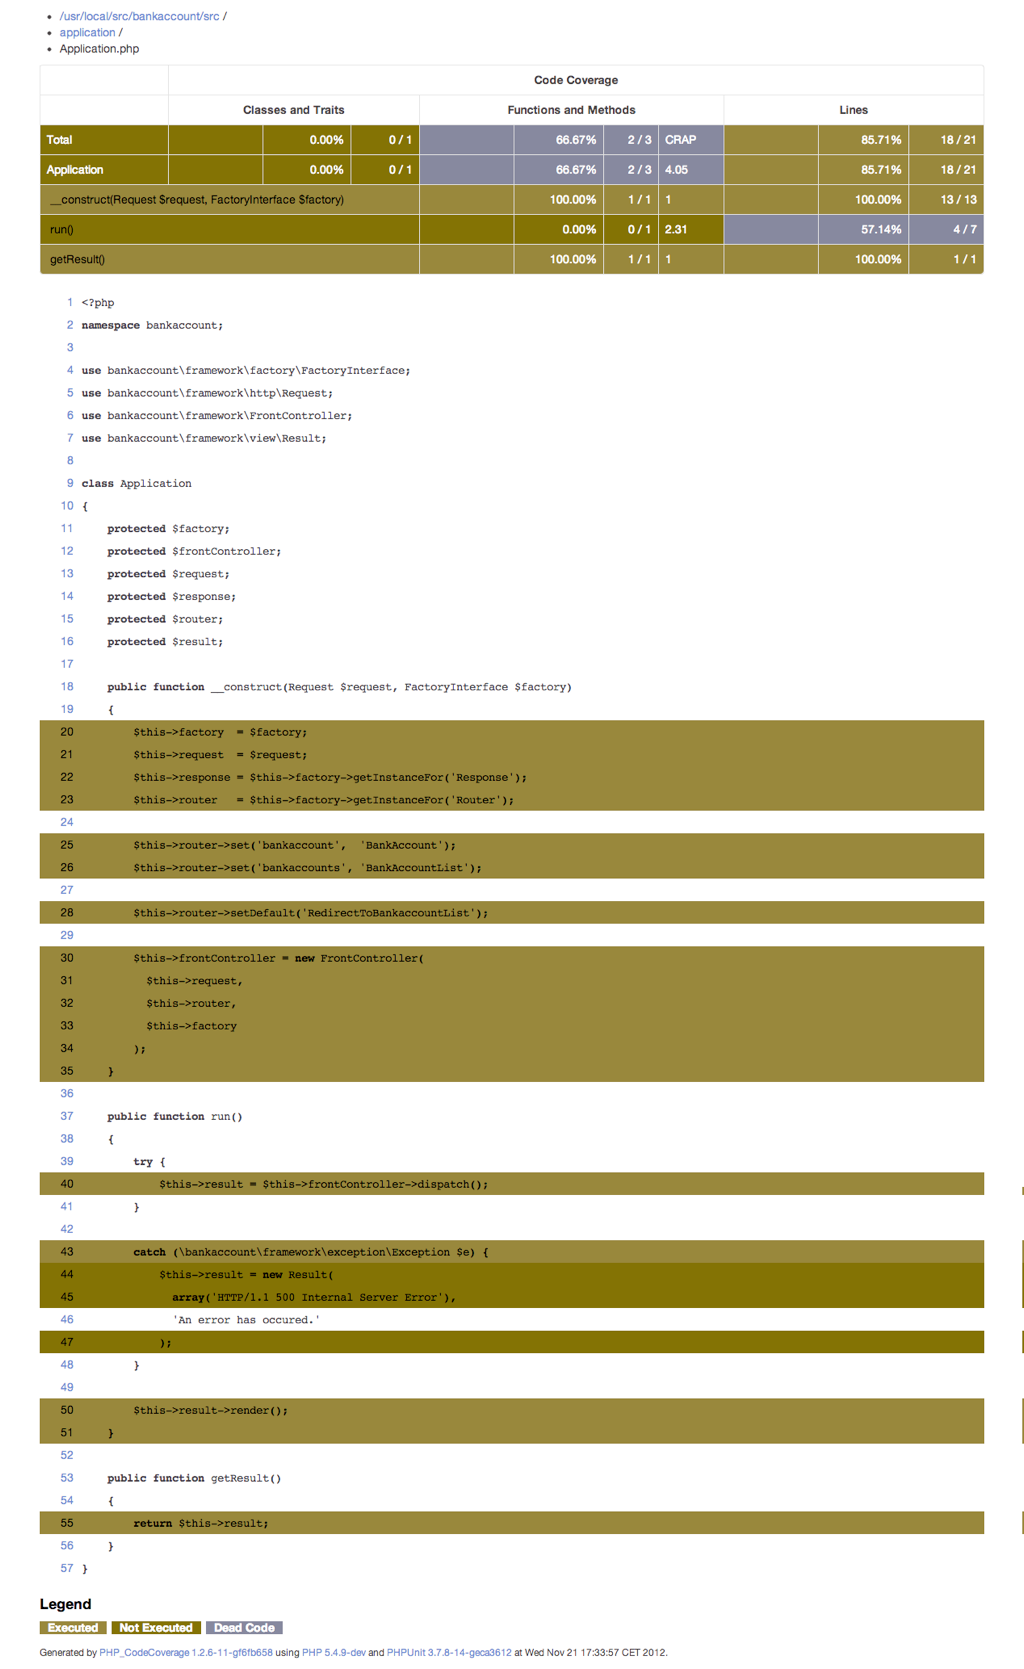 /usr/local/src/bankaccount/src /
application /
Application.php
Code Coverage
Classes and Traits Functions and Methods Lines
Total 0.00% 0 / 1 66.67% 2 / 3 CRAP 85.71% 18 / 21
Application 0.00% 0 / 1 66.67% 2 / 3 4.05 85.71% 18 / 21
__construct(Request $request, FactoryInterface $factory) 100.00% 1 / 1 1 100.00% 13 / 13
run() 0.00% 0 / 1 2.31 57.14% 4 / 7
getResult() 100.00% 1 / 1 1 100.00% 1 / 1
1 <?php
2 namespace bankaccount;
3
4 use bankaccount\framework\factory\FactoryInterface;
5 use bankaccount\framework\http\Request;
6 use bankaccount\framework\FrontController;
7 use bankaccount\framework\view\Result;
8
9 class Application
10 {
11     protected $factory;
12     protected $frontController;
13     protected $request;
14     protected $response;
15     protected $router;
16     protected $result;
17
18     public function __construct(Request $request, FactoryInterface $factory)
19     {
20         $this->factory  = $factory;
21         $this->request  = $request;
22         $this->response = $this->factory->getInstanceFor('Response');
23         $this->router   = $this->factory->getInstanceFor('Router');
24
25         $this->router->set('bankaccount',  'BankAccount');
26         $this->router->set('bankaccounts', 'BankAccountList');
27
28         $this->router->setDefault('RedirectToBankaccountList');
29
30         $this->frontController = new FrontController(
31           $this->request,
32           $this->router,
33           $this->factory
34         );
35     }
36
37     public function run()
38     {
39         try {
40             $this->result = $this->frontController->dispatch();
41         }
42
43         catch (\bankaccount\framework\exception\Exception $e) {
44             $this->result = new Result(
45               array('HTTP/1.1 500 Internal Server Error'),
46               'An error has occured.'
47             );
48         }
49
50         $this->result->render();
51     }
52
53     public function getResult()
54     {
55         return $this->result;
56     }
57 }
Legend
Executed Not Executed Dead Code
Generated by PHP_CodeCoverage 1.2.6-11-gf6fb658 using PHP 5.4.9-dev and PHPUnit 3.7.8-14-geca3612 at Wed Nov 21 17:33:57 CET 2012.